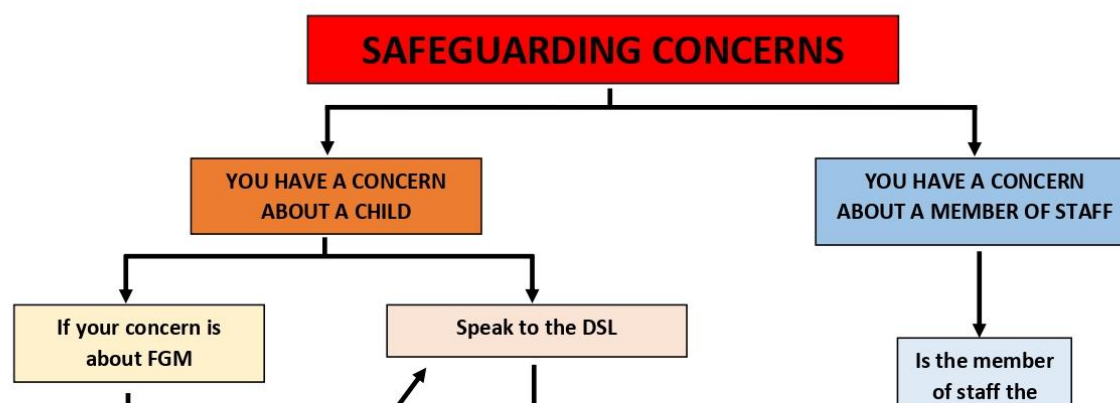 SAFEGUARDING CONCERNS
YOU HAVE A CONCERN
ABOUT A CHILD
YOU HAVE A CONCERN
ABOUT A MEMBER OF STAFF
If your concern is
about FGM
Speak to the DSL
Is the member
of staff the